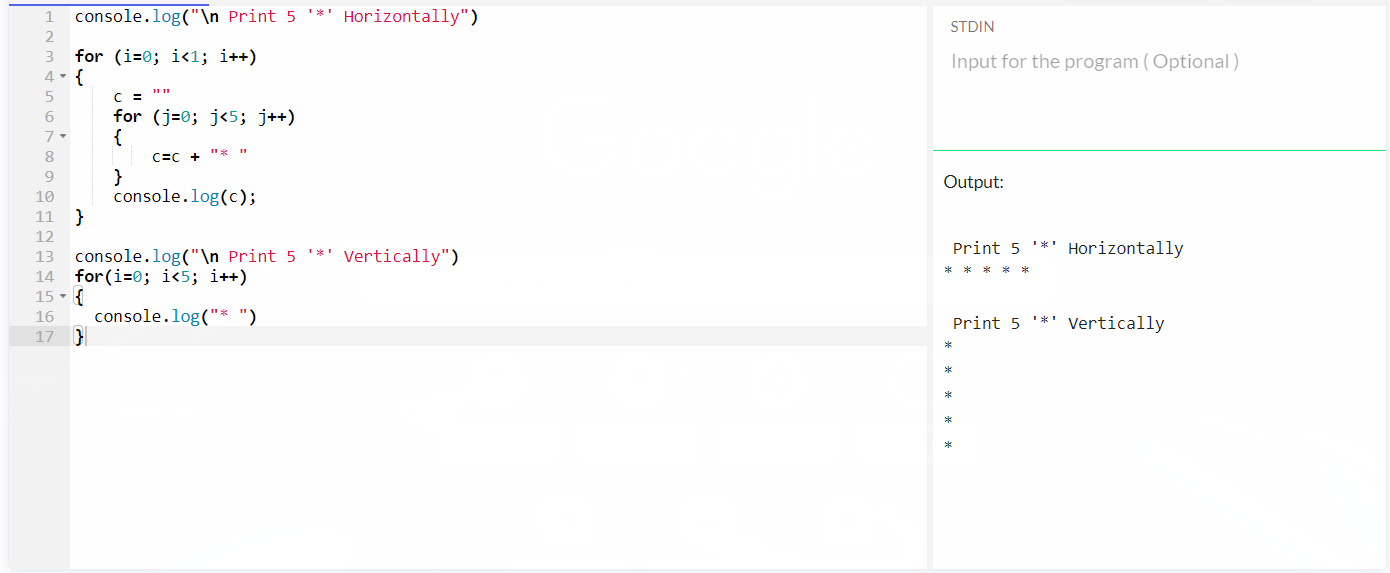 1 console.log("\n Print 5 '*' Horizontally")
2
3 for (i=0; i<1; i++)
4 {
5     c = ""
6     for (j=0; j<5; j++)
7     {
8         c=c + "* "
9     }
10     console.log(c);
11 }
12
13 console.log("\n Print 5 '*' Vertically")
14 for(i=0; i<5; i++)
15 {
16   console.log("* ")
17 }
STDIN
Input for the program ( Optional )
Output:
Print 5 '*' Horizontally
* * * * *
Print 5 '*' Vertically
*
*
*
*
*